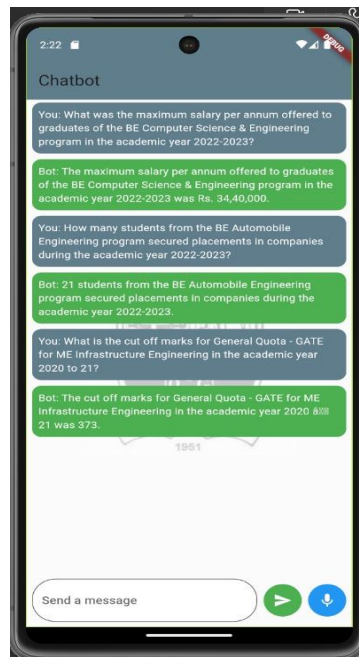 2:22
DEBUG
Chatbot
You: What was the maximum salary per annum offered to
graduates of the BE Computer Science & Engineering
program in the academic year 2022-2023?
Bot: The maximum salary per annum offered to graduates
of the BE Computer Science & Engineering program in the
academic year 2022-2023 was Rs. 34,40,000.
You: How many students from the BE Automobile
Engineering program secured placements in companies
during the academic year 2022-2023?
Bot: 21 students from the BE Automobile Engineering
program secured placements in companies during the
academic year 2022-2023.
You: What is the cut off marks for General Quota - GATE
for ME Infrastructure Engineering in the academic year
2020 to 21?
Bot: The cut off marks for General Quota - GATE for ME
Infrastructure Engineering in the academic year 2020 â
21 was 373.
1951
Send a message